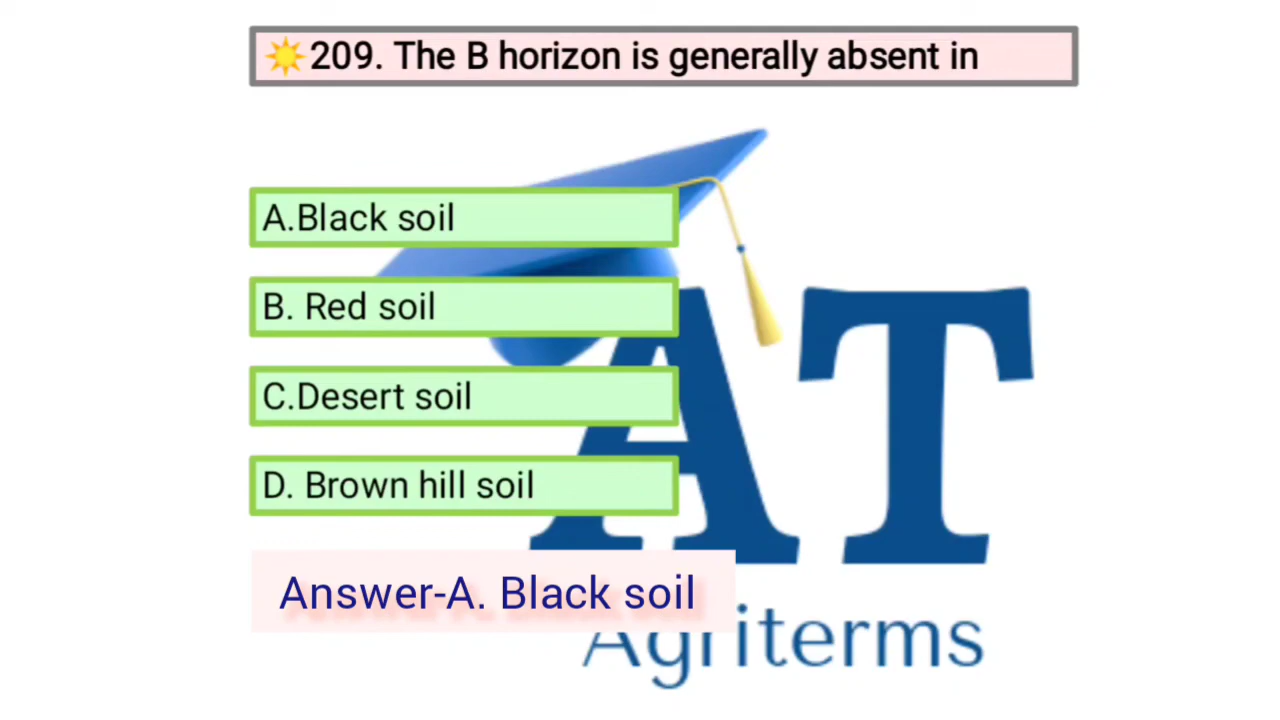 ☀️209. The B horizon is generally absent in
A.Black soil
B. Red soil
C.Desert soil
D. Brown hill soil
AT
Answer-A. Black soil
Agriterms